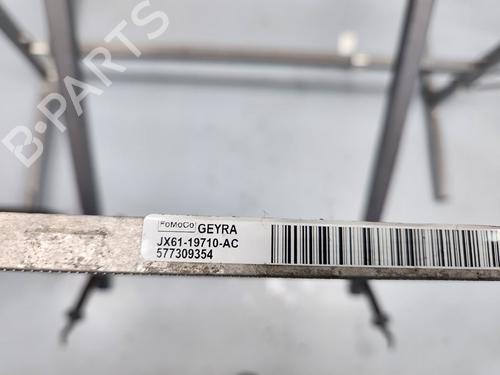 B-PARTS
FoMoCo GEYRA
JX61-19710-AC
577309354